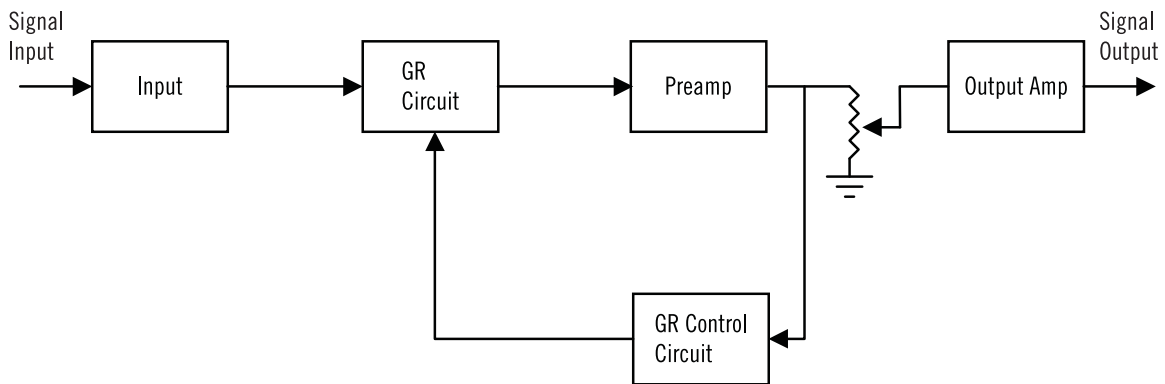 Signal
Input
Input
GR
Circuit
Preamp
Output Amp
Signal
Output
GR Control
Circuit